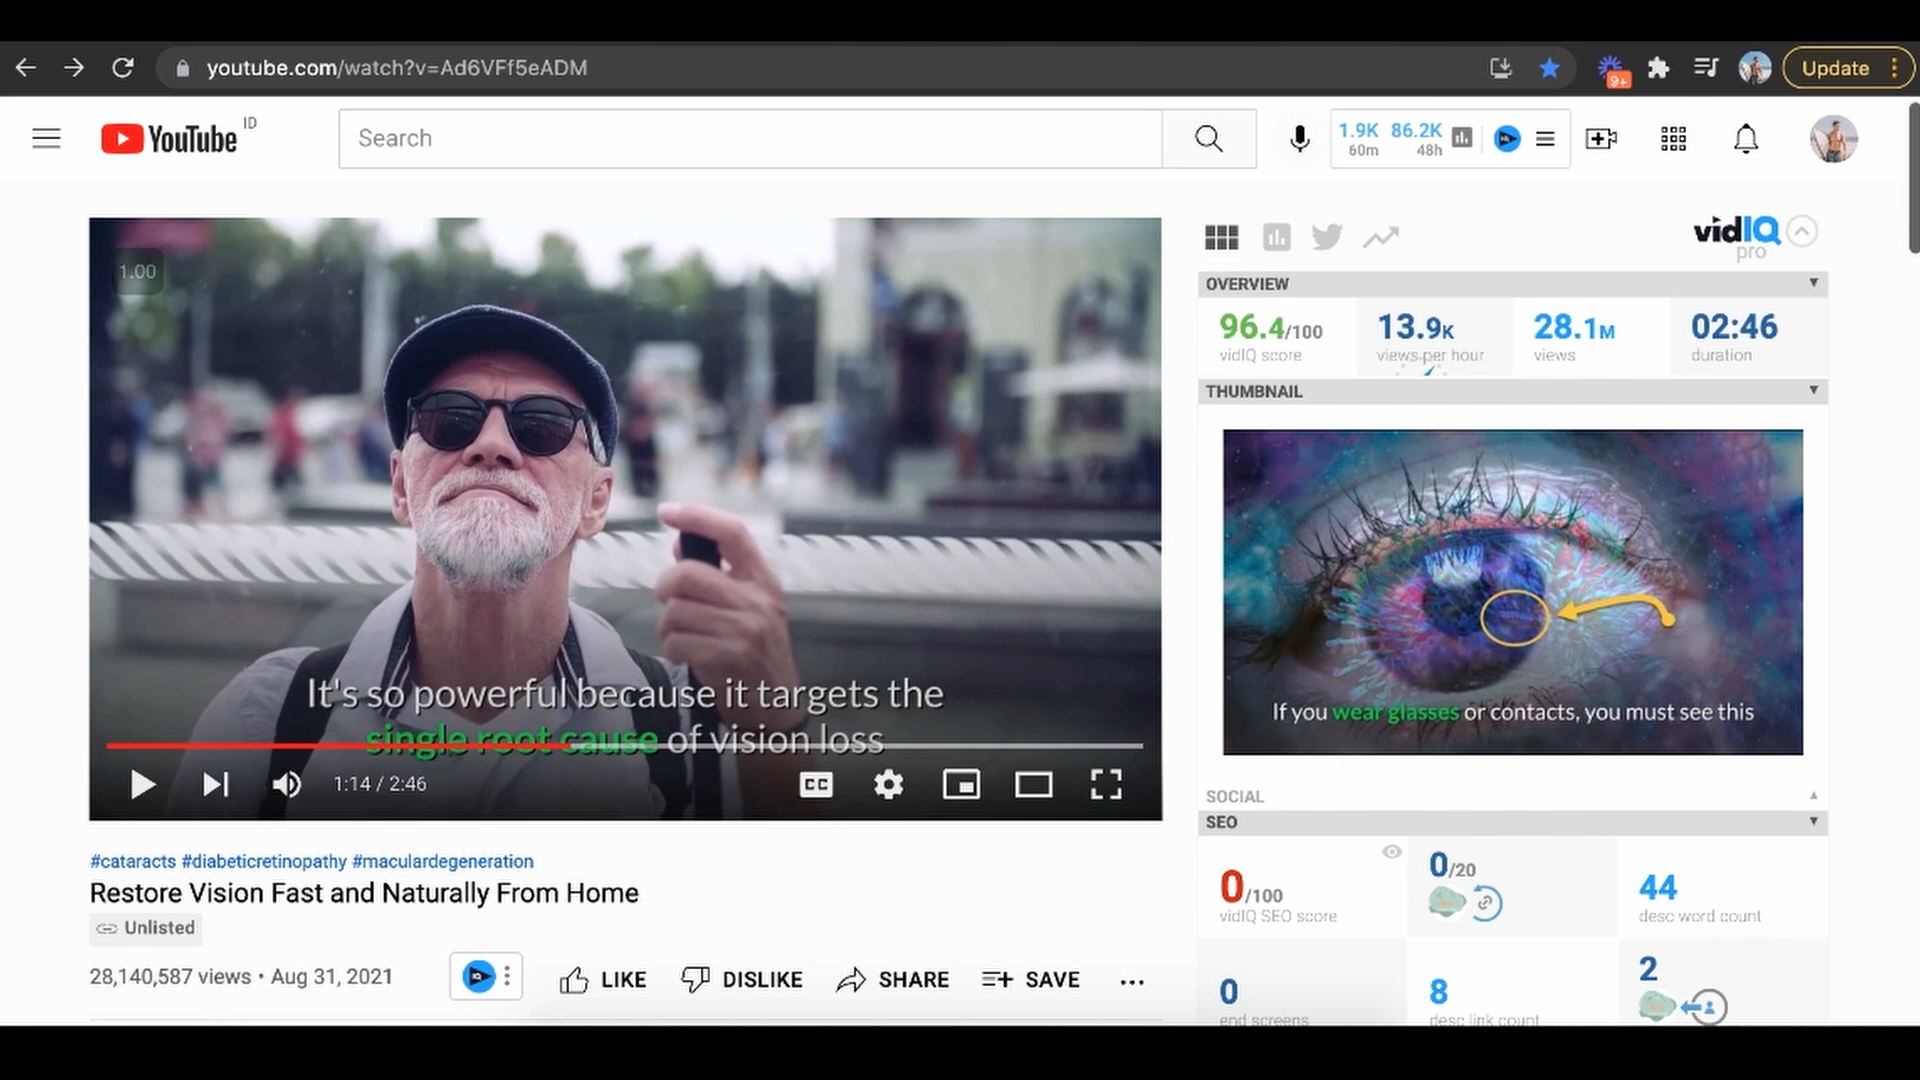 youtube.com/watch?v=Ad6VFf5eADM
9+
Update
YouTube ID
Search
1.9K 86.2K
60m 48h
1.00
It's so powerful because it targets the
single root cause of vision loss
1:14 / 2:46
CC
#cataracts #diabeticretinopathy #maculardegeneration
Restore Vision Fast and Naturally From Home
Unlisted
28,140,587 views • Aug 31, 2021
LIKE
DISLIKE
SHARE
SAVE
vidIQ
pro
OVERVIEW
96.4/100 13.9K 28.1M 02:46
vidIQ score views per hour views duration
THUMBNAIL
If you wear glasses or contacts, you must see this
SOCIAL
SEO
0/100 0/20 44
vidIQ SEO score desc word count
0 8 2
end screens desc link count